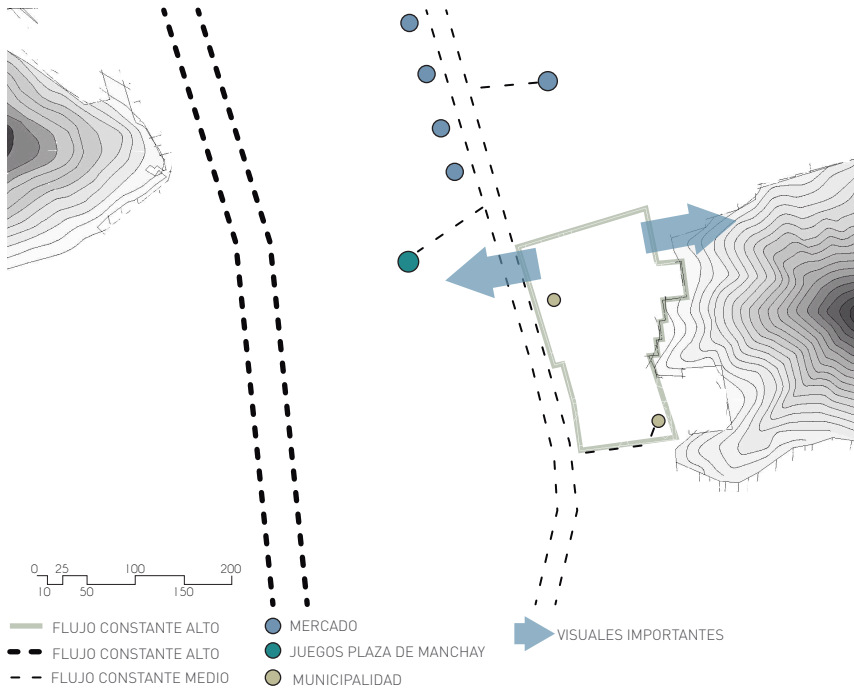 0 25 100 200
10 50 150
FLUJO CONSTANTE ALTO
FLUJO CONSTANTE ALTO
FLUJO CONSTANTE MEDIO
MERCADO
JUEGOS PLAZA DE MANCHAY
MUNICIPALIDAD
VISUALES IMPORTANTES